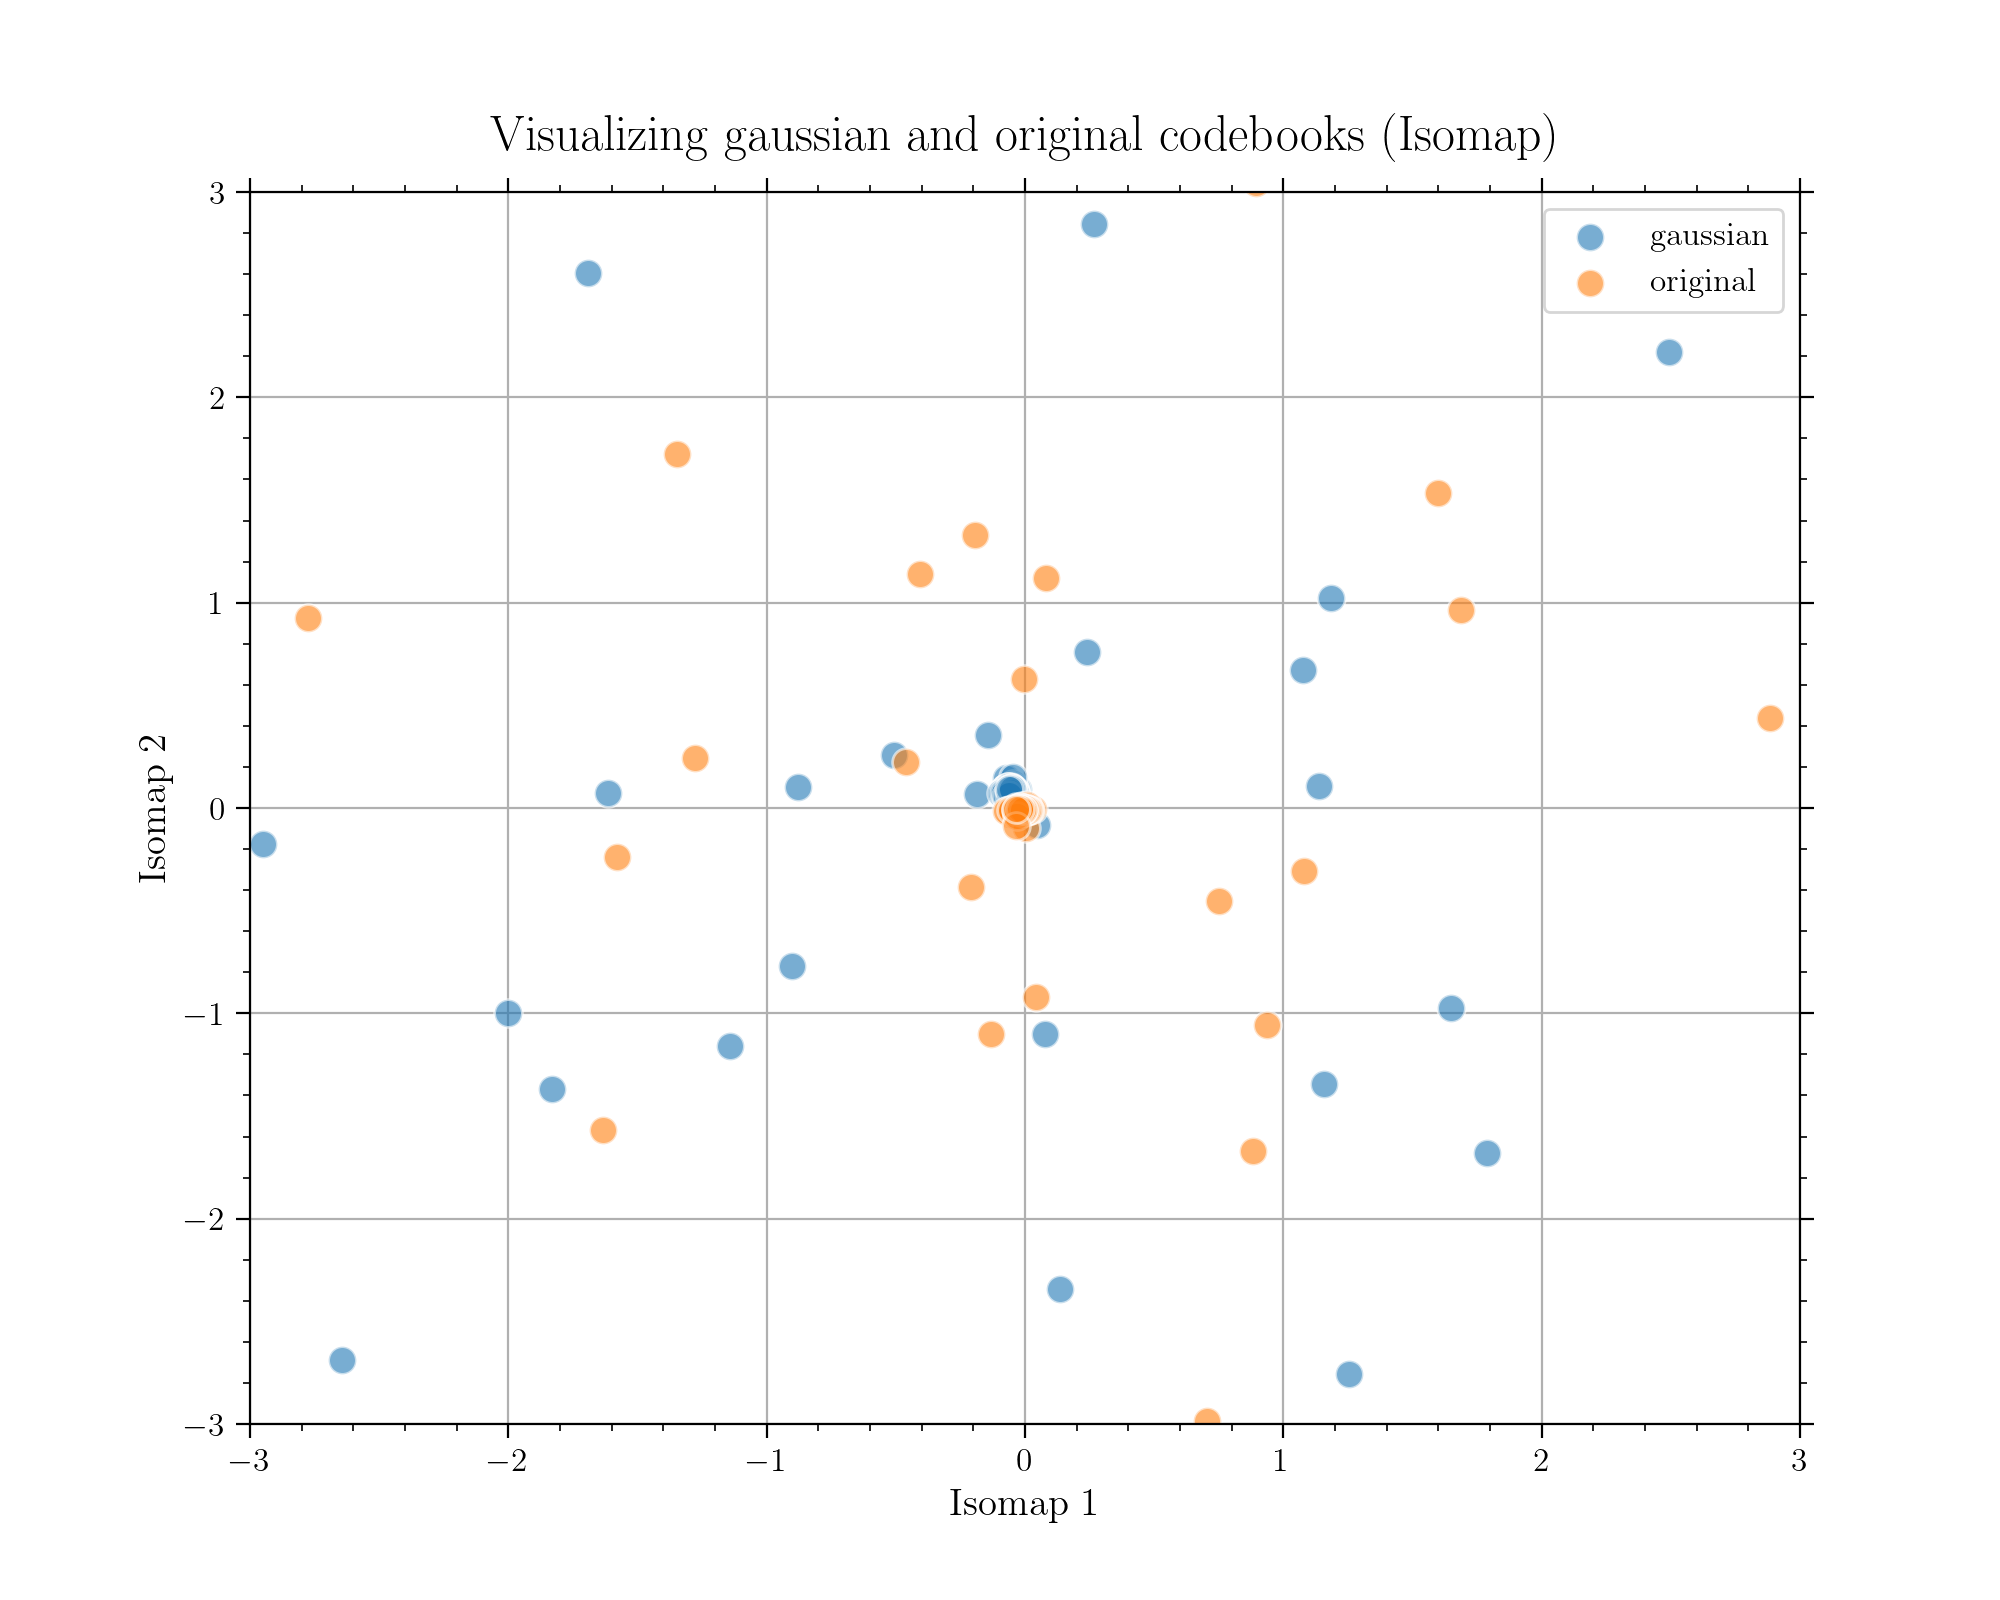 Visualizing gaussian and original codebooks (Isomap)
gaussian
original
3
2
1
0
−1
−2
−3
Isomap 2
−3
−2
−1
0
1
2
3
Isomap 1